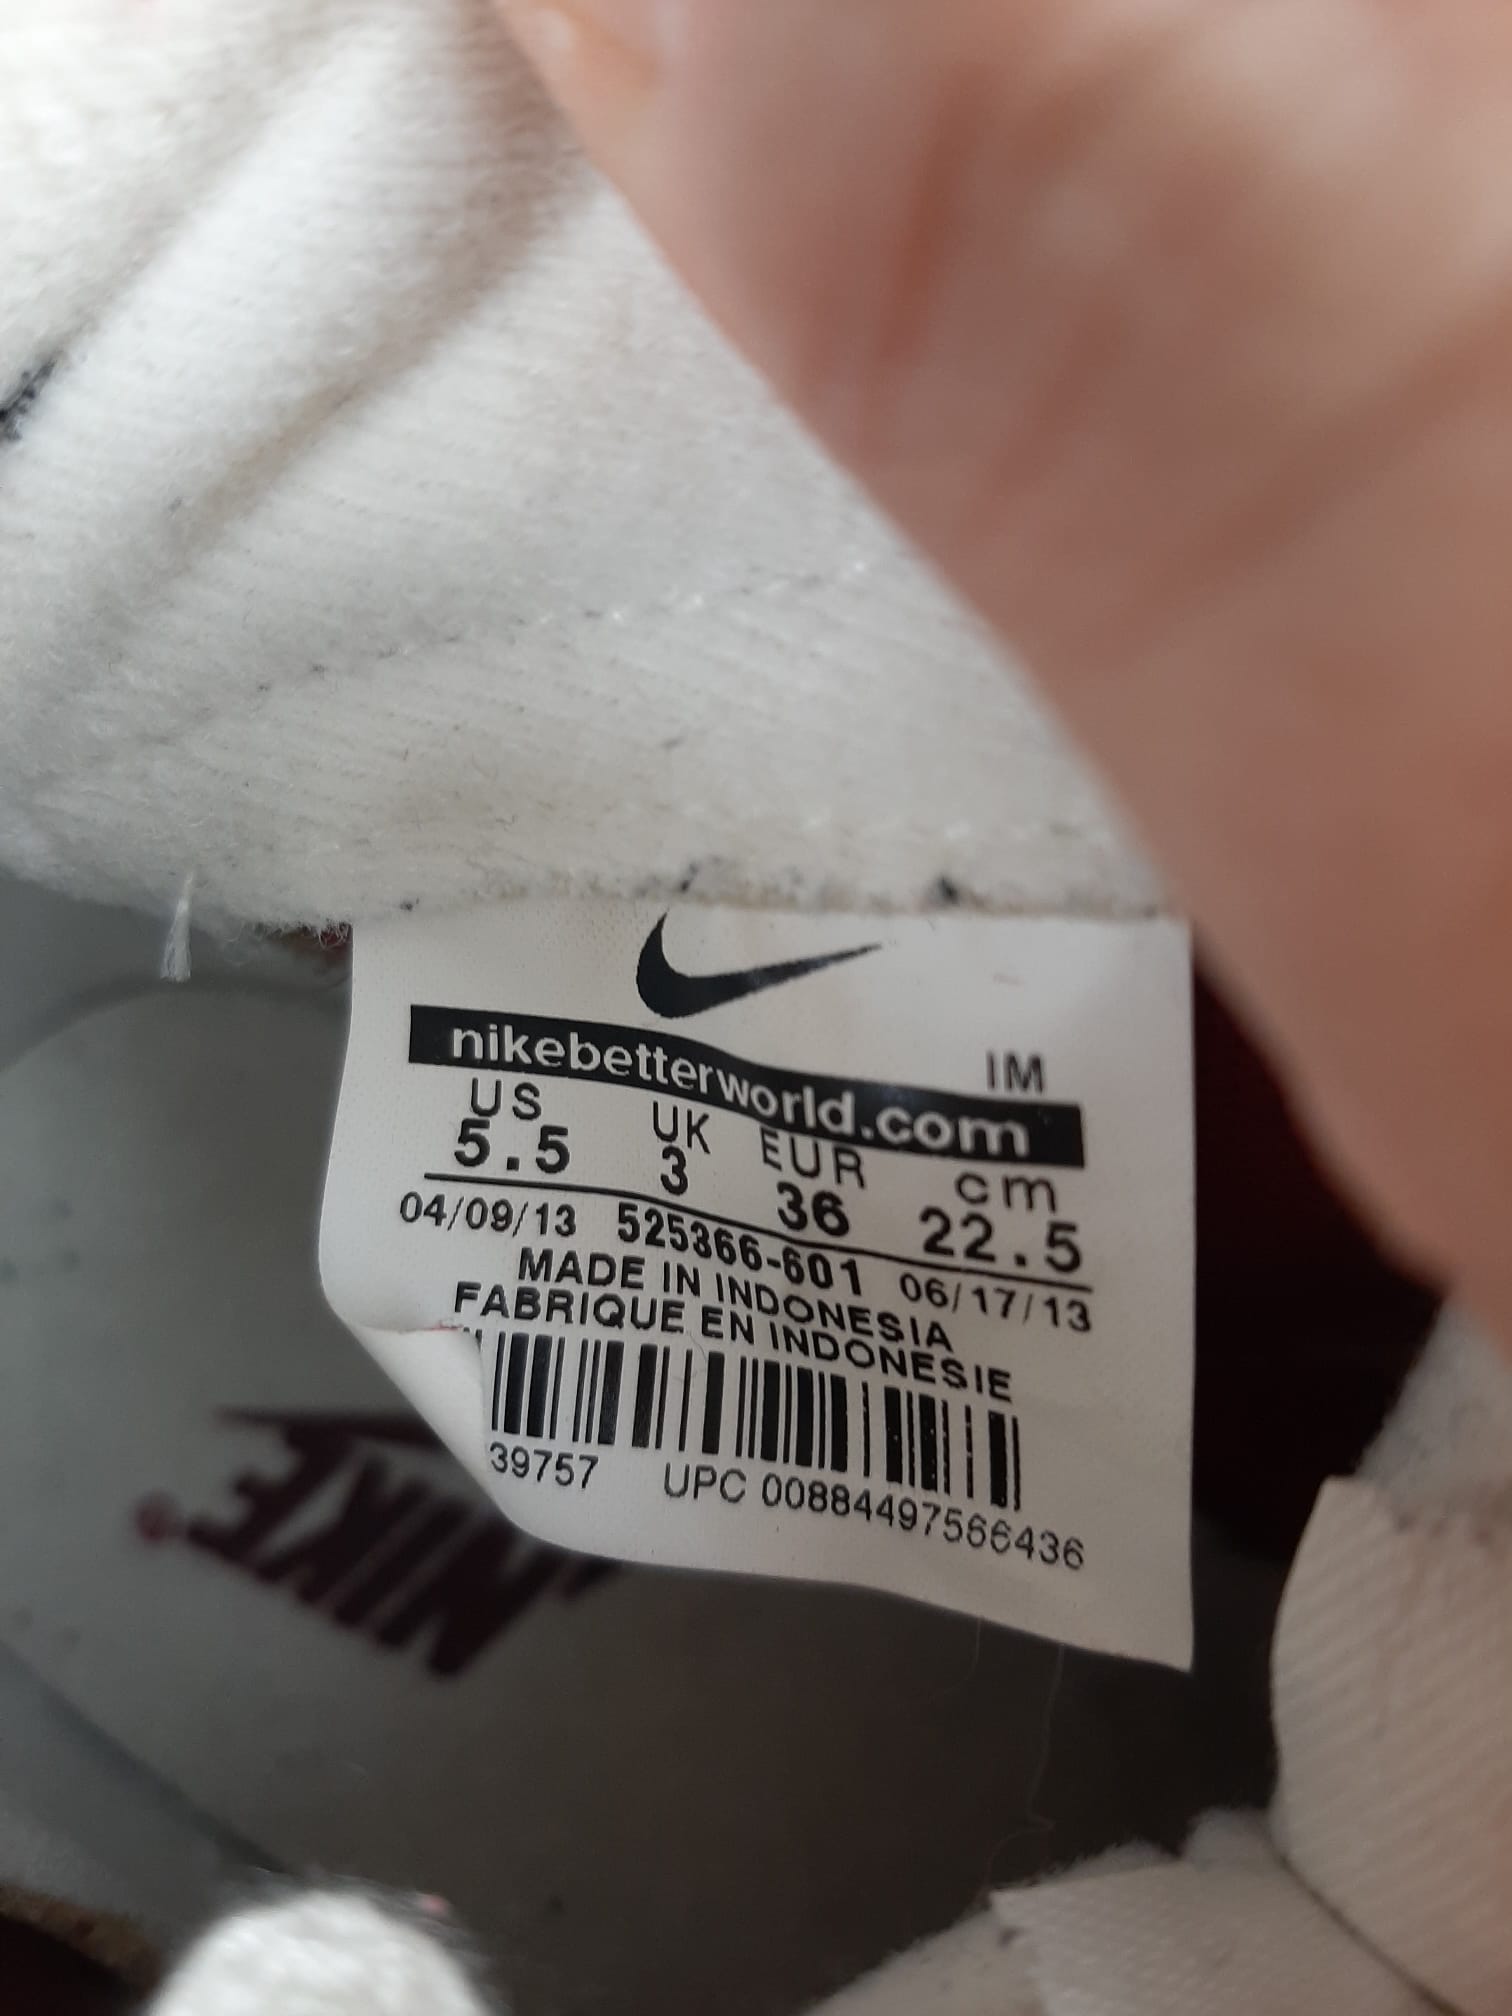 IM
nikebetterworld.com
US UK EUR cm
5.5 3 36 22.5
04/09/13 525366-601 06/17/13
MADE IN INDONESIA
FABRIQUE EN INDONESIE
39757 UPC 00884497566436
NIKE